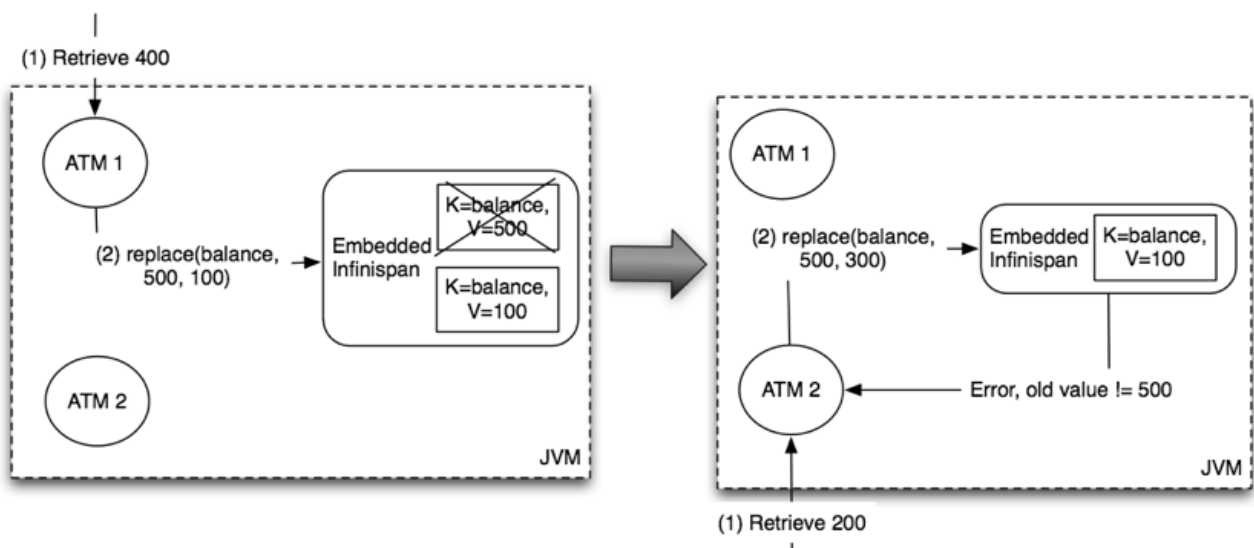 (1) Retrieve 400
ATM 1
(2) replace(balance,
500, 100)
Embedded
Infinispan
K=balance,
V=500
K=balance,
V=100
ATM 2
JVM
ATM 1
(2) replace(balance,
500, 300)
Embedded
Infinispan
K=balance,
V=100
ATM 2
Error, old value != 500
JVM
(1) Retrieve 200